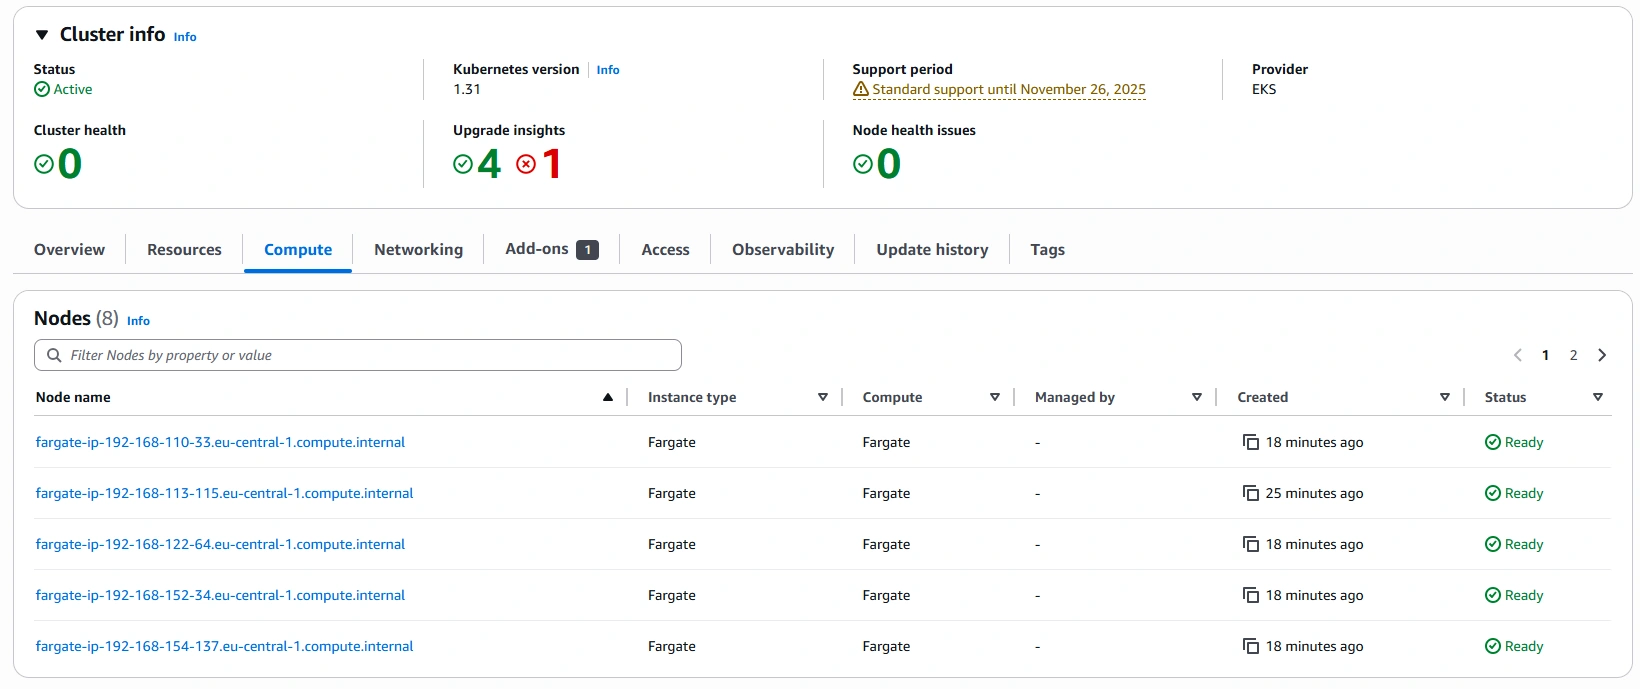 Cluster info Info
Status
Active
Kubernetes version Info
1.31
Support period
Standard support until November 26, 2025
Provider
EKS
Cluster health
0
Upgrade insights
4 1
Node health issues
0
Overview Resources Compute Networking Add-ons 1 Access Observability Update history Tags
Nodes (8) Info
Filter Nodes by property or value
1 2
Node name Instance type Compute Managed by Created Status
fargate-ip-192-168-110-33.eu-central-1.compute.internal Fargate Fargate - 18 minutes ago Ready
fargate-ip-192-168-113-115.eu-central-1.compute.internal Fargate Fargate - 25 minutes ago Ready
fargate-ip-192-168-122-64.eu-central-1.compute.internal Fargate Fargate - 18 minutes ago Ready
fargate-ip-192-168-152-34.eu-central-1.compute.internal Fargate Fargate - 18 minutes ago Ready
fargate-ip-192-168-154-137.eu-central-1.compute.internal Fargate Fargate - 18 minutes ago Ready